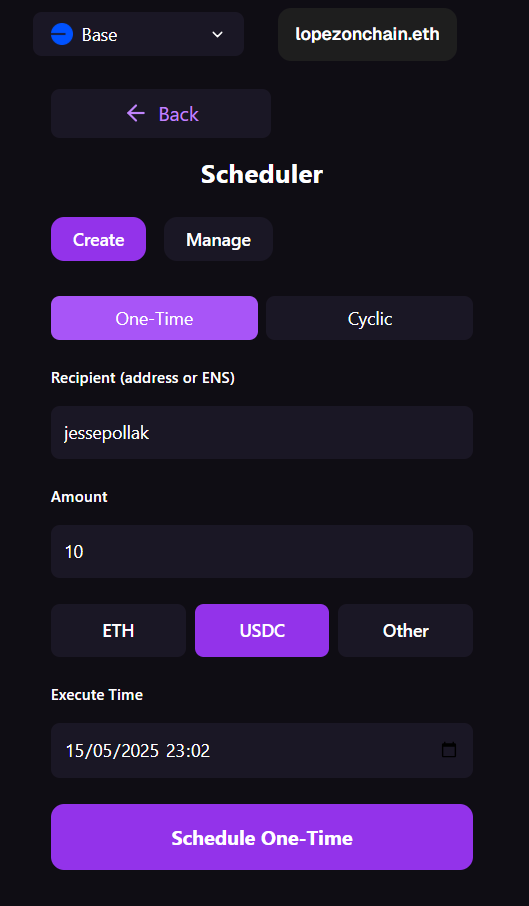 Base
lopezonchain.eth
Back
Scheduler
Create
Manage
One-Time
Cyclic
Recipient (address or ENS)
jessepollak
Amount
10
ETH
USDC
Other
Execute Time
15/05/2025 23:02
Schedule One-Time